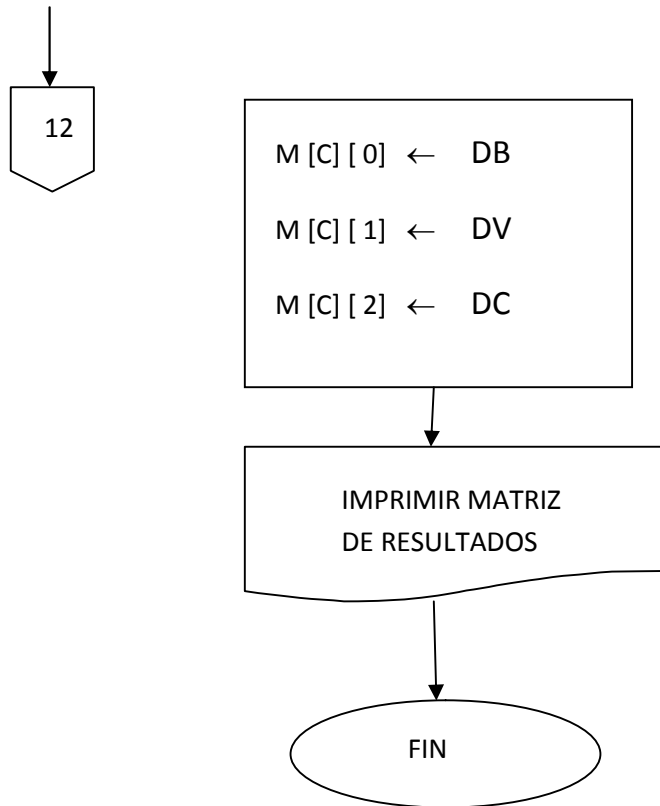 12
M [C] [ 0] ← DB
M [C] [ 1] ← DV
M [C] [ 2] ← DC
IMPRIMIR MATRIZ
DE RESULTADOS
FIN